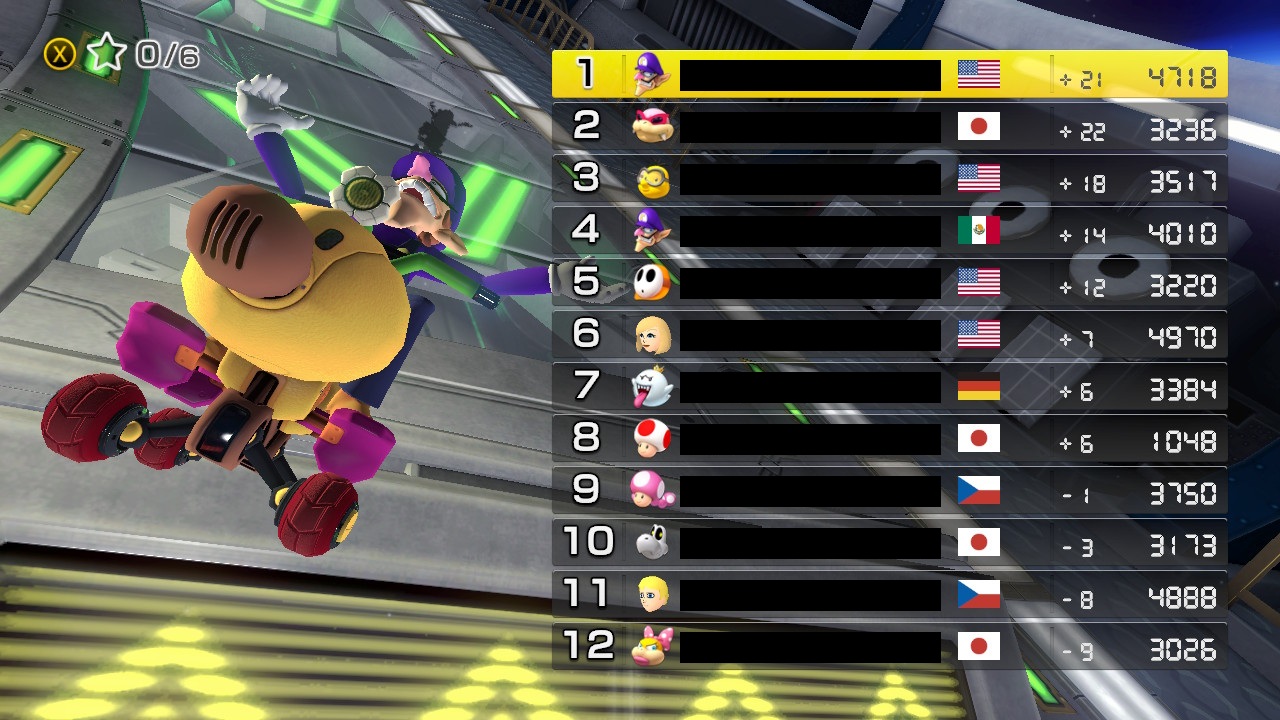 X 0/6
1 + 21 4718
2 + 22 3236
3 + 18 3517
4 + 14 4010
5 + 12 3220
6 + 7 4970
7 + 6 3384
8 + 6 1048
9 - 1 3750
10 - 3 3173
11 - 8 4888
12 - 9 3026